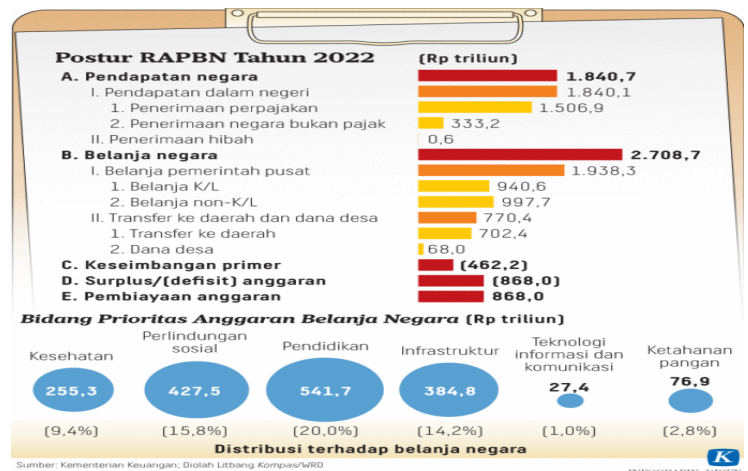 Postur RAPBN Tahun 2022 (Rp triliun)
A. Pendapatan negara 1.840,7
I. Pendapatan dalam negeri 1.840,1
1. Penerimaan perpajakan 1.506,9
2. Penerimaan negara bukan pajak 333,2
II. Penerimaan hibah 0,6
B. Belanja negara 2.708,7
I. Belanja pemerintah pusat 1.938,3
1. Belanja K/L 940,6
2. Belanja non-K/L 997,7
II. Transfer ke daerah dan dana desa 770,4
1. Transfer ke daerah 702,4
2. Dana desa 68,0
C. Keseimbangan primer (462,2)
D. Surplus/(defisit) anggaran (868,0)
E. Pembiayaan anggaran 868,0
Bidang Prioritas Anggaran Belanja Negara (Rp triliun)
Kesehatan
255,3
(9,4%)
Perlindungan
sosial
427,5
(15,8%)
Pendidikan
541,7
(20,0%)
Infrastruktur
384,8
(14,2%)
Teknologi
informasi dan
komunikasi
27,4
(1,0%)
Ketahanan
pangan
76,9
(2,8%)
Distribusi terhadap belanja negara
Sumber: Kementerian Keuangan; Diolah Litbang Kompas/WRD
K